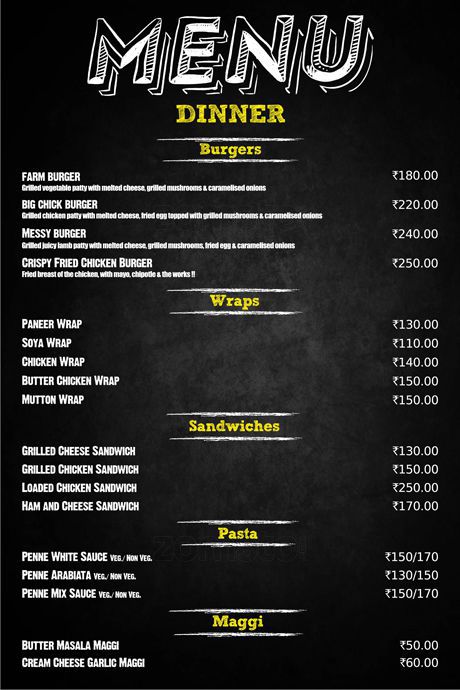 MENU
DINNER
Burgers
FARM BURGER ₹180.00
Grilled vegetable patty with melted cheese, grilled mushrooms & caramelised onions
BIG CHICK BURGER ₹220.00
Grilled chicken patty with melted cheese, fried egg topped with grilled mushrooms & caramelised onions
MESSY BURGER ₹240.00
Grilled juicy lamb patty with melted cheese, grilled mushrooms, fried egg & caramelised onions
CRISPY FRIED CHICKEN BURGER ₹250.00
Fried breast of the chicken, with mayo, chipotle & the works !!
Wraps
PANEER WRAP ₹130.00
SOYA WRAP ₹110.00
CHICKEN WRAP ₹140.00
BUTTER CHICKEN WRAP ₹150.00
MUTTON WRAP ₹150.00
Sandwiches
GRILLED CHEESE SANDWICH ₹130.00
GRILLED CHICKEN SANDWICH ₹150.00
LOADED CHICKEN SANDWICH ₹250.00
HAM AND CHEESE SANDWICH ₹170.00
Pasta
PENNE WHITE SAUCE VEG./ NON VEG. ₹150/170
PENNE ARABIATA VEG./ NON VEG. ₹130/150
PENNE MIX SAUCE VEG./ NON VEG. ₹150/170
Maggi
BUTTER MASALA MAGGI ₹50.00
CREAM CHEESE GARLIC MAGGI ₹60.00